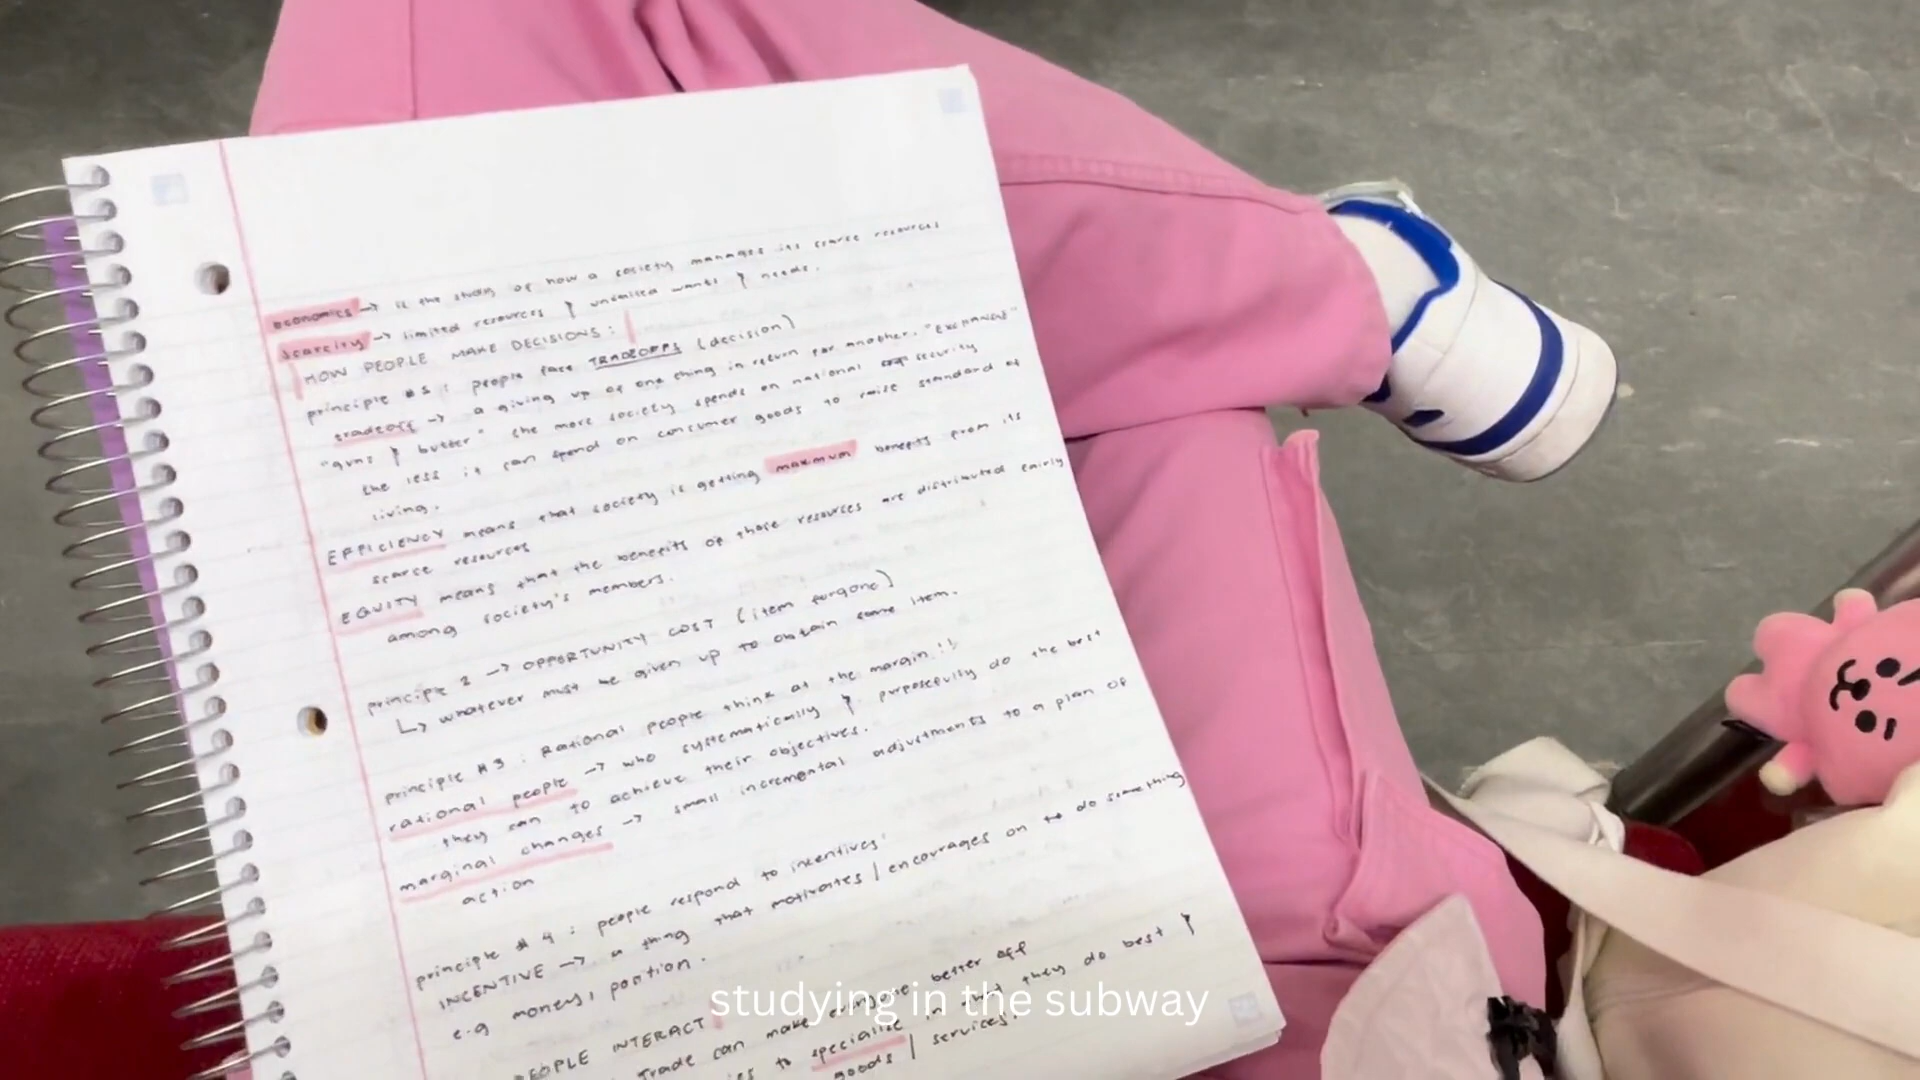 economics → is the study of how a society manages its scarce resources
scarcity → limited resources & unlimited wants & needs.
HOW PEOPLE MAKE DECISIONS:
principle #1: people face TRADEOFFS (decision)
tradeoff → a giving up of one thing in return for another. "EXCHANGE"
"guns & butter" the more society spends on national security
the less it can spend on consumer goods to raise standard of
living.
EFFICIENCY means that society is getting maximum benefits from its
scarce resources
EQUITY means that the benefits of those resources are distributed fairly
among society's members.
principle 2 → OPPORTUNITY COST (item forgone)
↳ whatever must be given up to obtain some item.
principle #3: Rational people think at the margin!!
rational people → who systematically & purposefully do the best
they can to achieve their objectives.
marginal changes → small incremental adjustments to a plan of
action
principle #4: people respond to incentives!
INCENTIVE → a thing that motivates / encourages on to do something
e.g money, position.
PEOPLE INTERACT
trade can make everyone better off
to specialize in what they do best &
goods / services.
studying in the subway